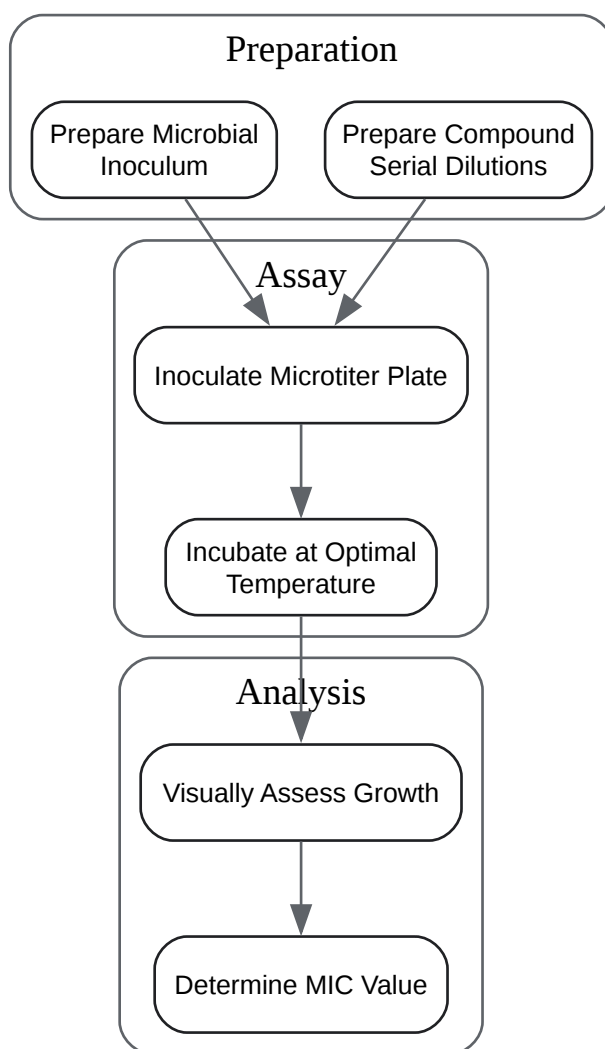 Preparation
Prepare Microbial
Inoculum
Prepare Compound
Serial Dilutions
Assay
Inoculate Microtiter Plate
Incubate at Optimal
Temperature
Analysis
Visually Assess Growth
Determine MIC Value